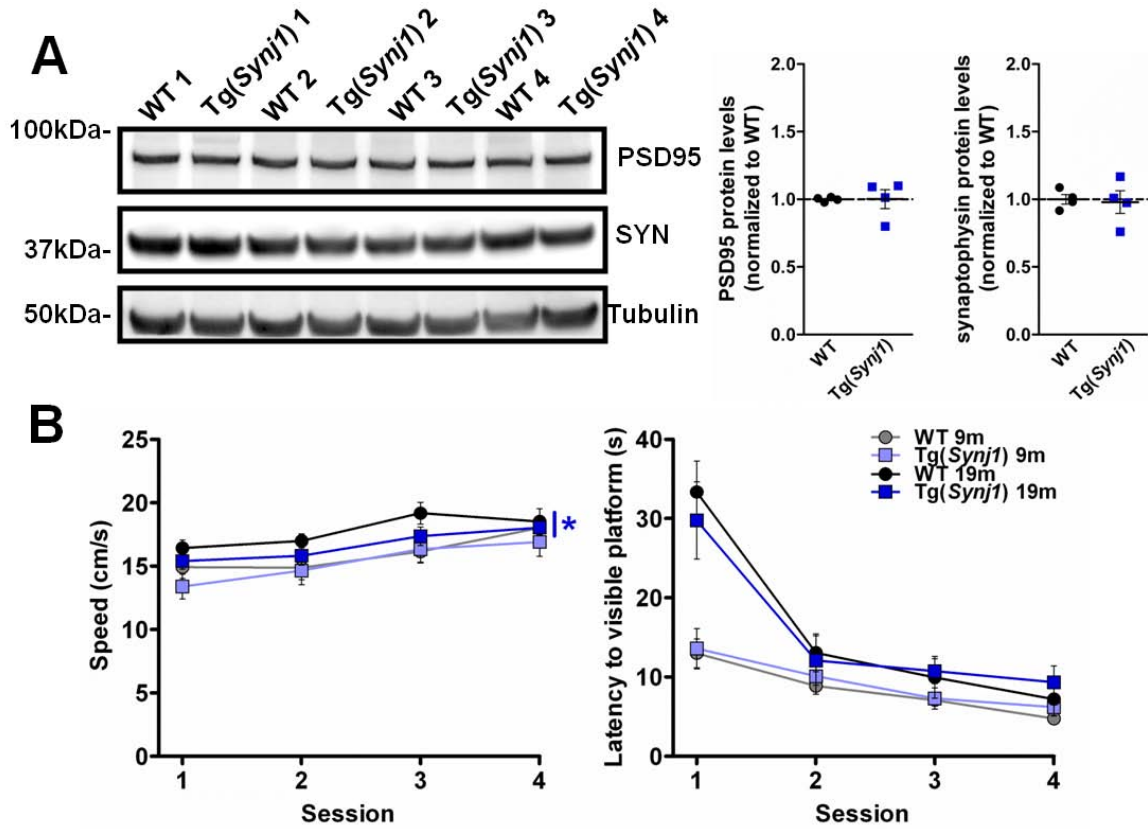 A
WT 1
Tg(Synj1) 1
WT 2
Tg(Synj1) 2
WT 3
Tg(Synj1) 3
WT 4
Tg(Synj1) 4
100kDa-
PSD95
37kDa-
SYN
50kDa-
Tubulin
PSD95 protein levels
(normalized to WT)
2.0
1.5
1.0
0.5
0.0
WT
Tg(Synj1)
synaptophysin protein levels
(normalized to WT)
2.0
1.5
1.0
0.5
0.0
WT
Tg(Synj1)
B
Speed (cm/s)
25
20
15
10
5
0
*
1 2 3 4
Session
Latency to visible platform (s)
40
30
20
10
0
WT 9m
Tg(Synj1) 9m
WT 19m
Tg(Synj1) 19m
1 2 3 4
Session